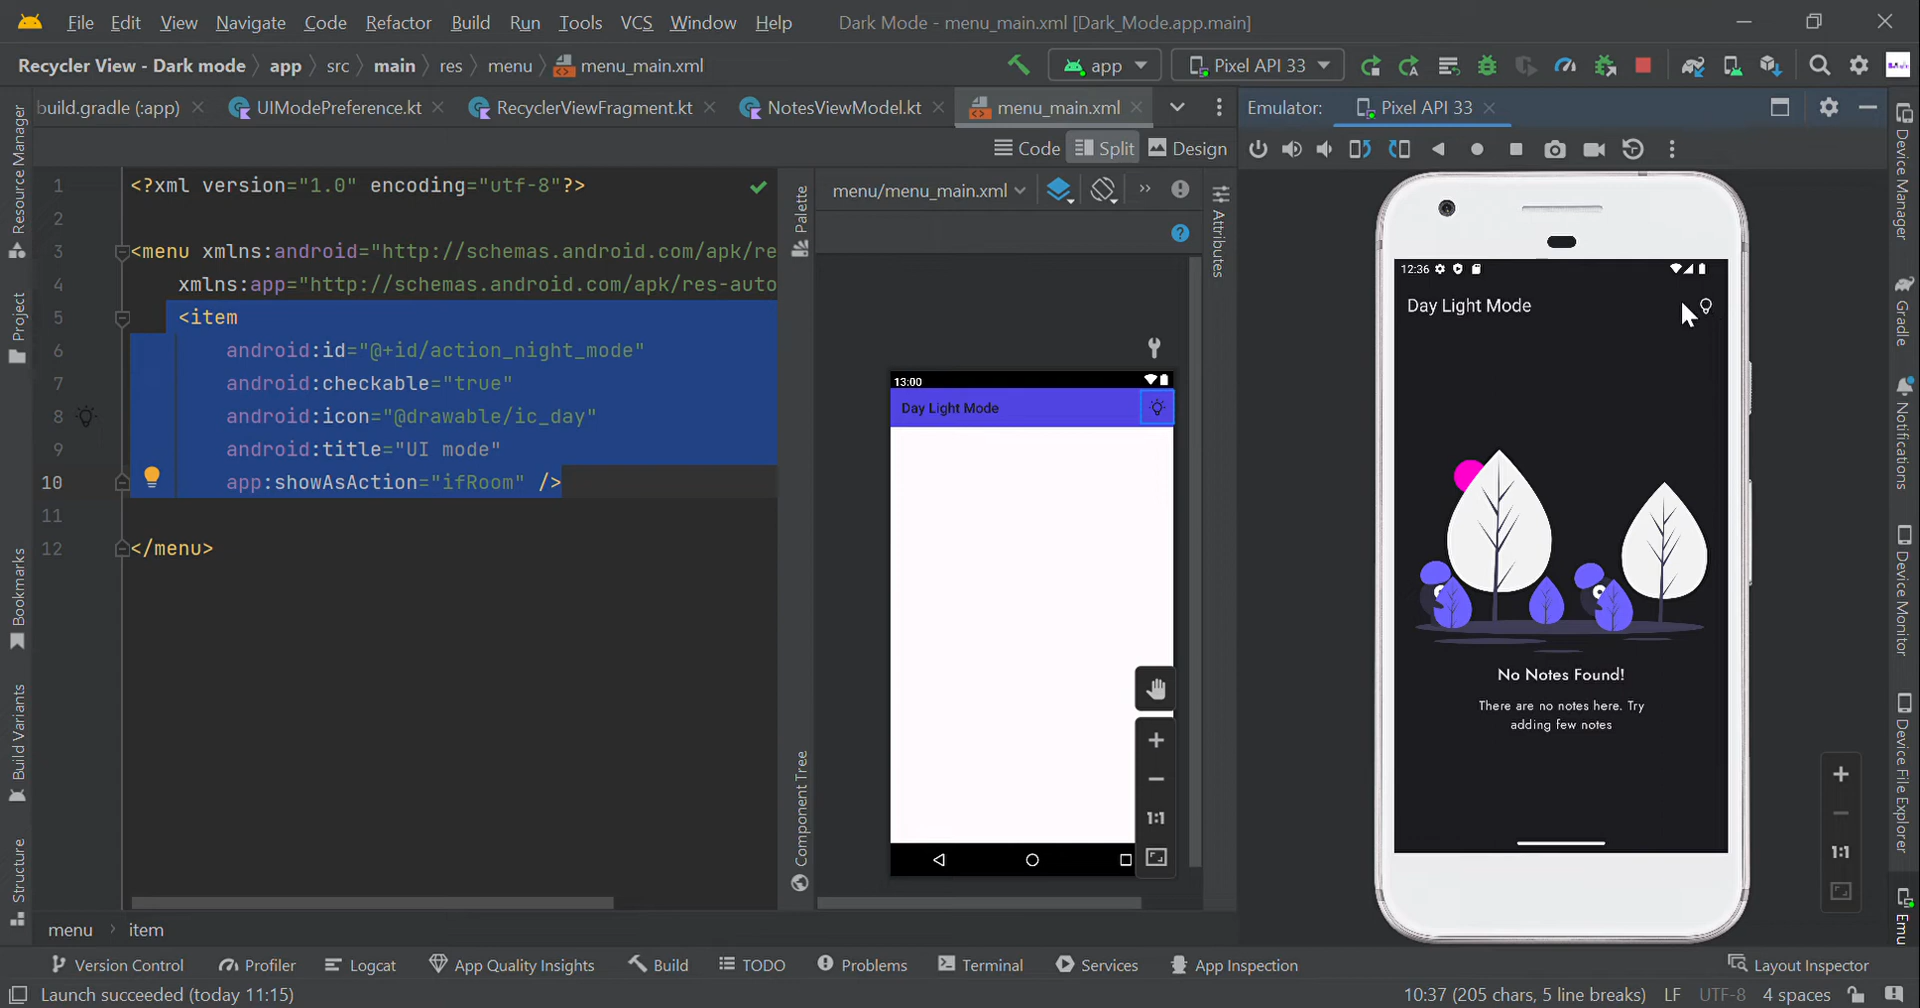 File Edit View Navigate Code Refactor Build Run Tools VCS Window Help Dark Mode - menu_main.xml [Dark_Mode.app.main]
Recycler View - Dark mode app src main res menu menu_main.xml app Pixel API 33
build.gradle (:app) UIModePreference.kt RecyclerViewFragment.kt NotesViewModel.kt menu_main.xml Emulator: Pixel API 33
Code Split Design
menu/menu_main.xml
1 <?xml version="1.0" encoding="utf-8"?>
2
3 <menu xmlns:android="http://schemas.android.com/apk/re
4 xmlns:app="http://schemas.android.com/apk/res-auto
5 <item
6 android:id="@+id/action_night_mode"
7 android:checkable="true"
8 android:icon="@drawable/ic_day"
9 android:title="UI mode"
10 app:showAsAction="ifRoom" />
11
12 </menu>
Resource Manager
Project
Bookmarks
Build Variants
Structure
Palette
Component Tree
Attributes
13:00
Day Light Mode
1:1
12:36
Day Light Mode
No Notes Found!
There are no notes here. Try
adding few notes
1:1
Device Manager
Gradle
Notifications
Device Monitor
Device File Explorer
Emu
menu item
Version Control Profiler Logcat App Quality Insights Build TODO Problems Terminal Services App Inspection Layout Inspector
Launch succeeded (today 11:15) 10:37 (205 chars, 5 line breaks) LF UTF-8 4 spaces